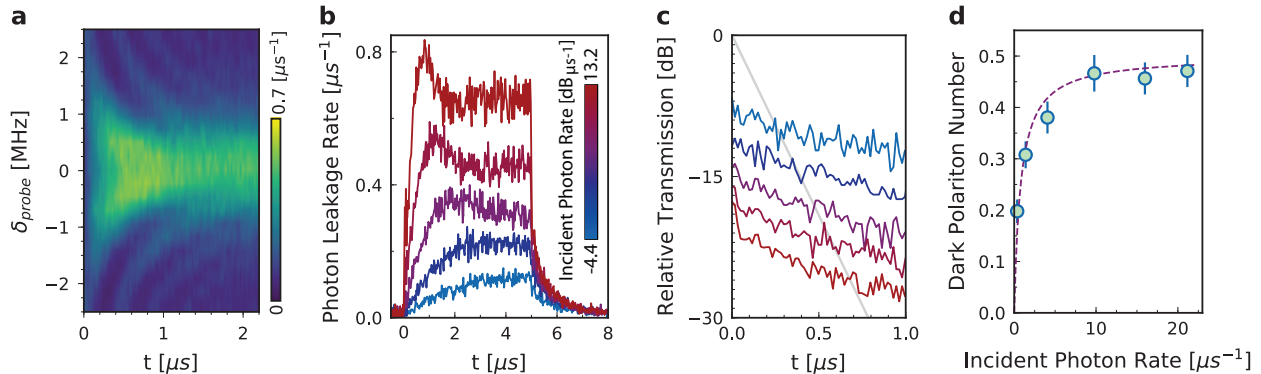 a
2
1
0
−1
−2
δprobe [MHz]
0
1
2
t [μs]
0
0.7 [μs⁻¹]
b
0.8
0.4
0.0
Photon Leakage Rate [μs⁻¹]
0
2
4
6
8
t [μs]
Incident Photon Rate [dBμs⁻¹]
-4.4
13.2
c
0
−15
−30
Relative Transmission [dB]
0.0
0.5
1.0
t [μs]
d
0.5
0.4
0.3
0.2
0.1
0.0
Dark Polariton Number
0
10
20
Incident Photon Rate [μs⁻¹]